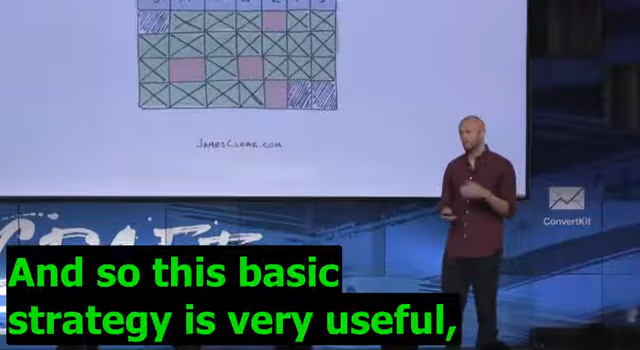 JamesClear.com
ConvertKit
And so this basic
strategy is very useful,